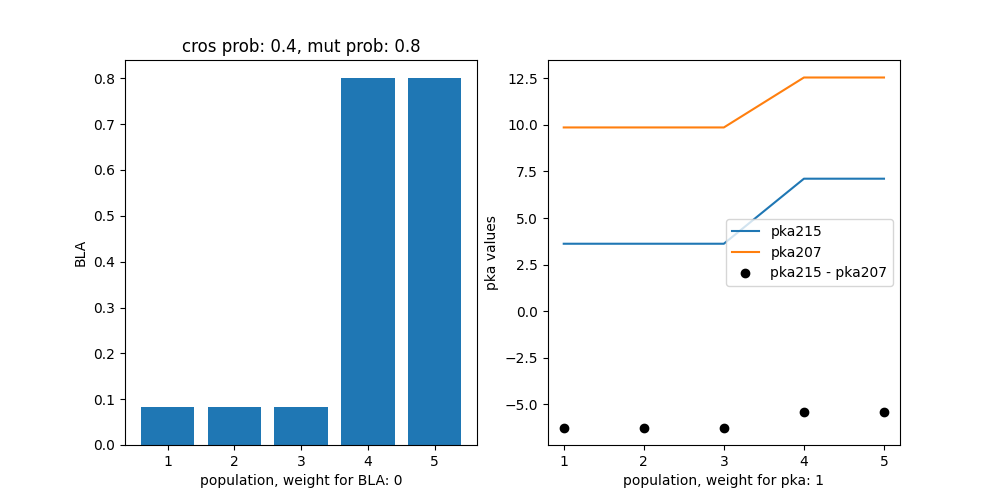 cros prob: 0.4, mut prob: 0.8
BLA
0.8
0.7
0.6
0.5
0.4
0.3
0.2
0.1
0.0
1 2 3 4 5
population, weight for BLA: 0
pka values
12.5
10.0
7.5
5.0
2.5
0.0
−2.5
−5.0
pka215
pka207
pka215 - pka207
1 2 3 4 5
population, weight for pka: 1